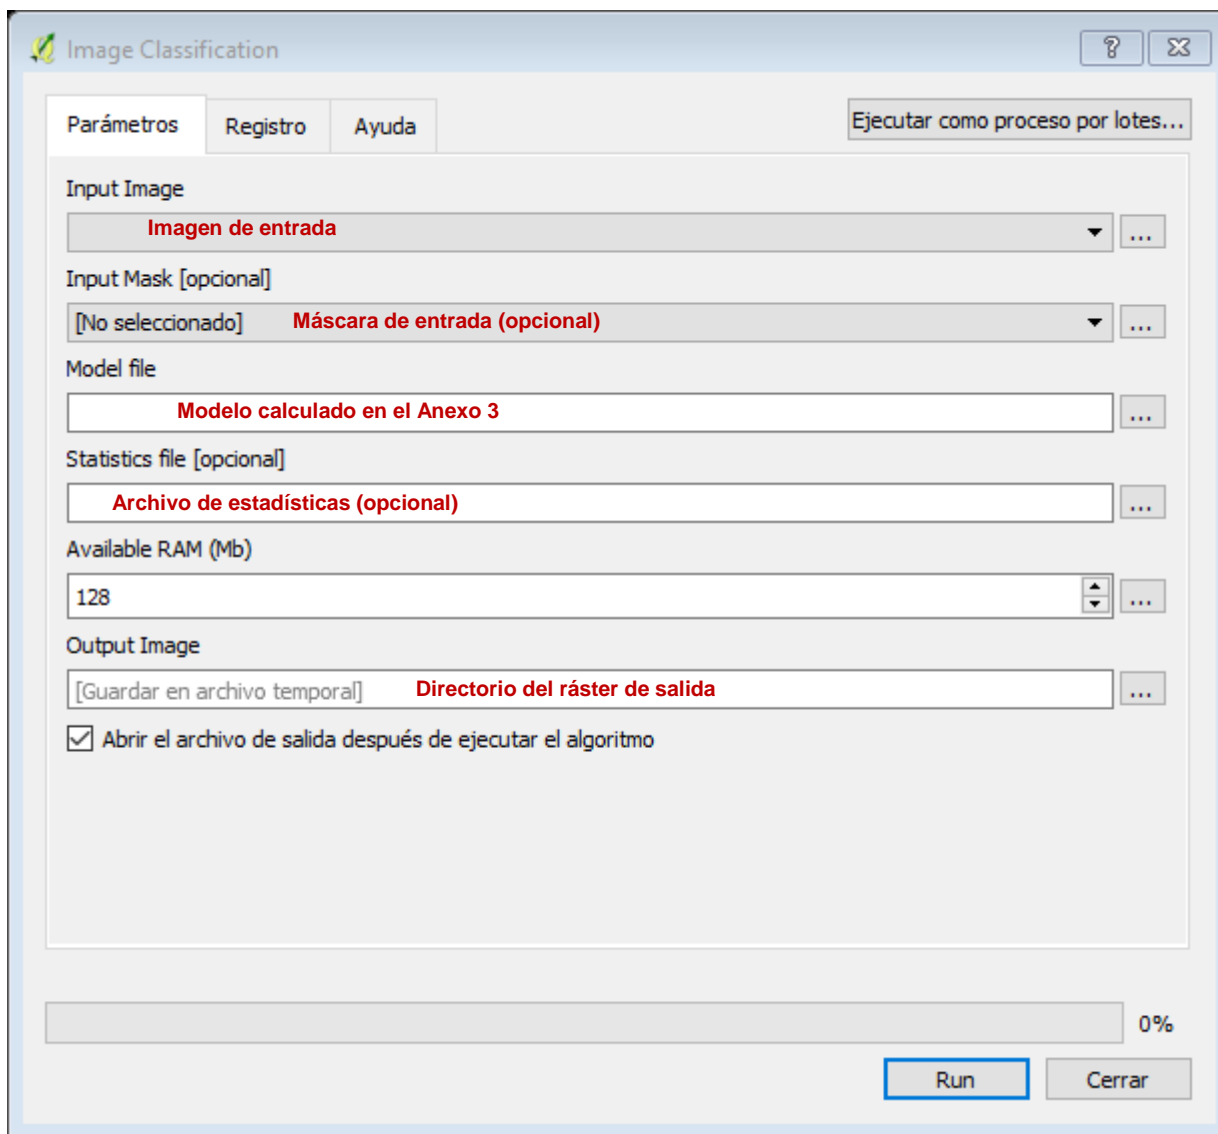 Image Classification
Parámetros Registro Ayuda Ejecutar como proceso por lotes...
Input Image
Imagen de entrada ...
Input Mask [opcional]
[No seleccionado] Máscara de entrada (opcional) ...
Model file
Modelo calculado en el Anexo 3 ...
Statistics file [opcional]
Archivo de estadísticas (opcional) ...
Available RAM (Mb)
128 ...
Output Image
[Guardar en archivo temporal] Directorio del ráster de salida ...
Abrir el archivo de salida después de ejecutar el algoritmo
0%
Run Cerrar